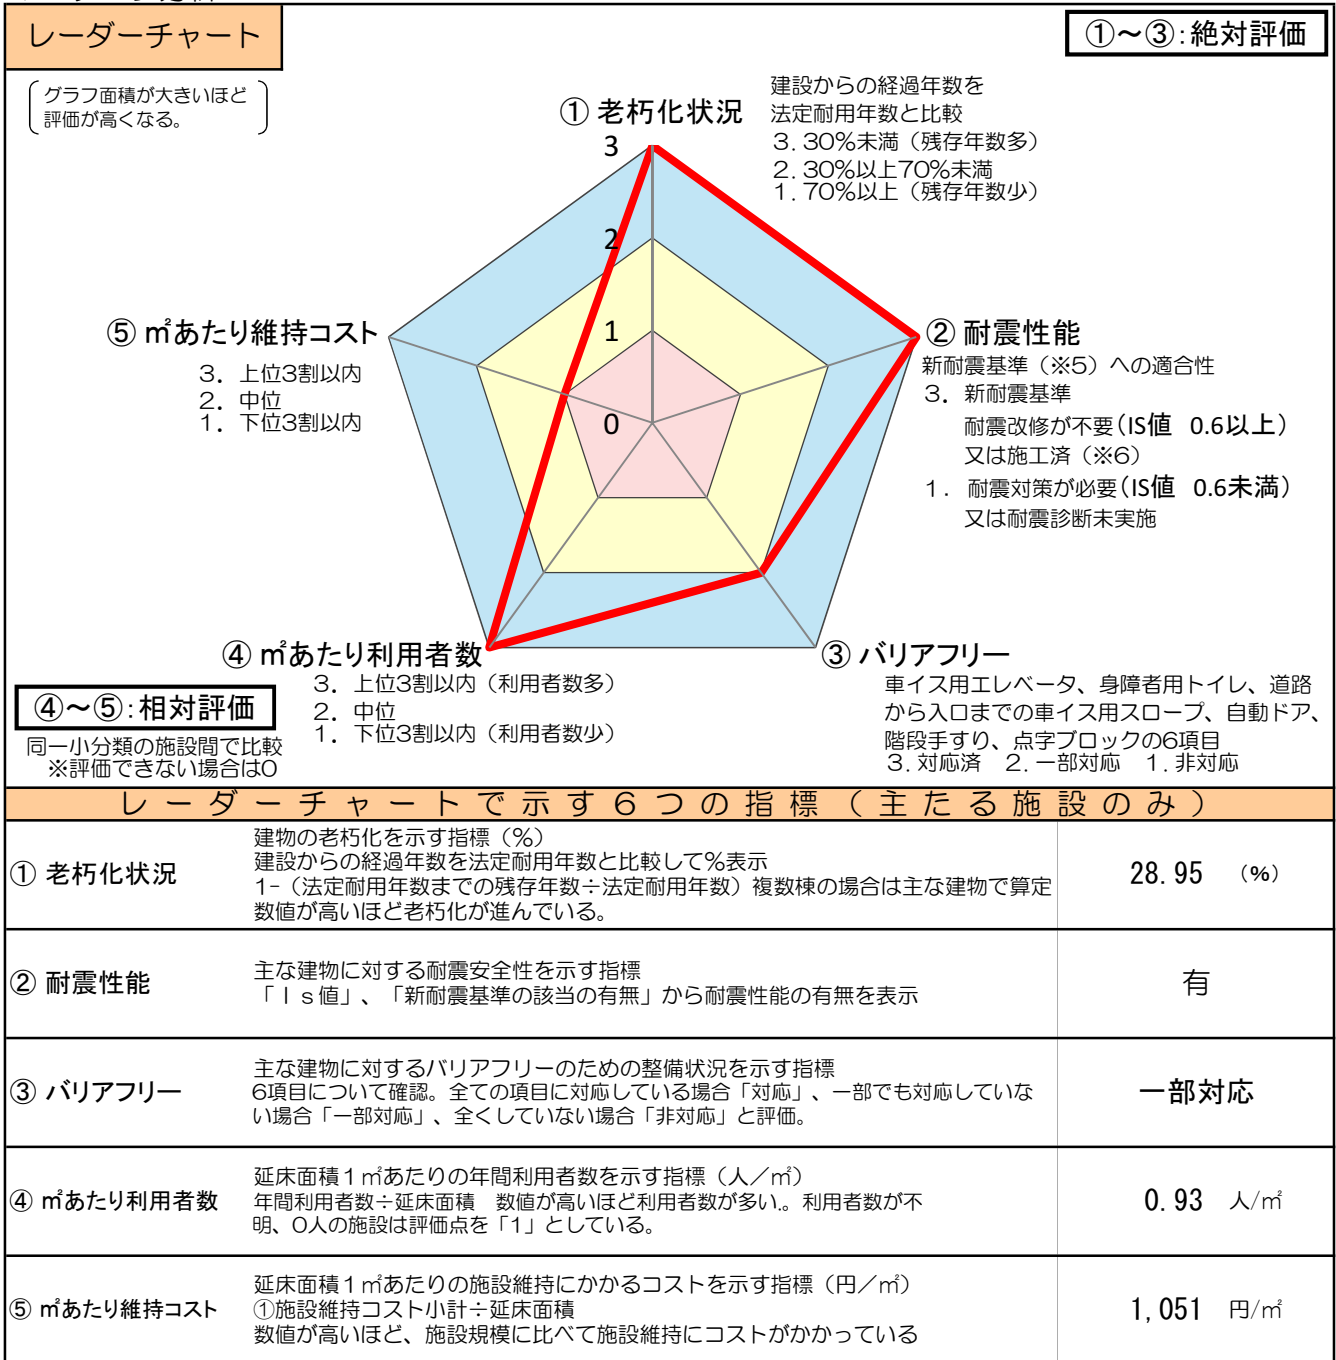 レーダーチャート
①～③:絶対評価
グラフ面積が大きいほど
評価が高くなる。
① 老朽化状況
建設からの経過年数を
法定耐用年数と比較
3. 30%未満（残存年数多）
2. 30%以上70%未満
1. 70%以上（残存年数少）
3
2
1
0
② 耐震性能
新耐震基準（※5）への適合性
3. 新耐震基準
耐震改修が不要（IS値 0.6以上）
又は施工済（※6）
1. 耐震対策が必要（IS値 0.6未満）
又は耐震診断未実施
⑤ ㎡あたり維持コスト
3. 上位3割以内
2. 中位
1. 下位3割以内
④ ㎡あたり利用者数
3. 上位3割以内（利用者数多）
2. 中位
1. 下位3割以内（利用者数少）
③ バリアフリー
車イス用エレベータ、身障者用トイレ、道路
から入口までの車イス用スロープ、自動ドア、
階段手すり、点字ブロックの6項目
3. 対応済 2. 一部対応 1. 非対応
④～⑤:相対評価
同一小分類の施設間で比較
※評価できない場合は0
レーダーチャートで示す６つの指標（主たる施設のみ）
① 老朽化状況
建物の老朽化を示す指標（%）
建設からの経過年数を法定耐用年数と比較して%表示
1-（法定耐用年数までの残存年数÷法定耐用年数）複数棟の場合は主な建物で算定
数値が高いほど老朽化が進んでいる。
28.95 （%）
② 耐震性能
主な建物に対する耐震安全性を示す指標
「Ｉｓ値」、「新耐震基準の該当の有無」から耐震性能の有無を表示
有
③ バリアフリー
主な建物に対するバリアフリーのための整備状況を示す指標
6項目について確認。全ての項目に対応している場合「対応」、一部でも対応していな
い場合「一部対応」、全くしていない場合「非対応」と評価。
一部対応
④ ㎡あたり利用者数
延床面積１㎡あたりの年間利用者数を示す指標（人／㎡）
年間利用者数÷延床面積 数値が高いほど利用者数が多い。利用者数が不
明、0人の施設は評価点を「1」としている。
0.93 人/㎡
⑤ ㎡あたり維持コスト
延床面積１㎡あたりの施設維持にかかるコストを示す指標（円／㎡）
①施設維持コスト小計÷延床面積
数値が高いほど、施設規模に比べて施設維持にコストがかかっている
1,051 円/㎡